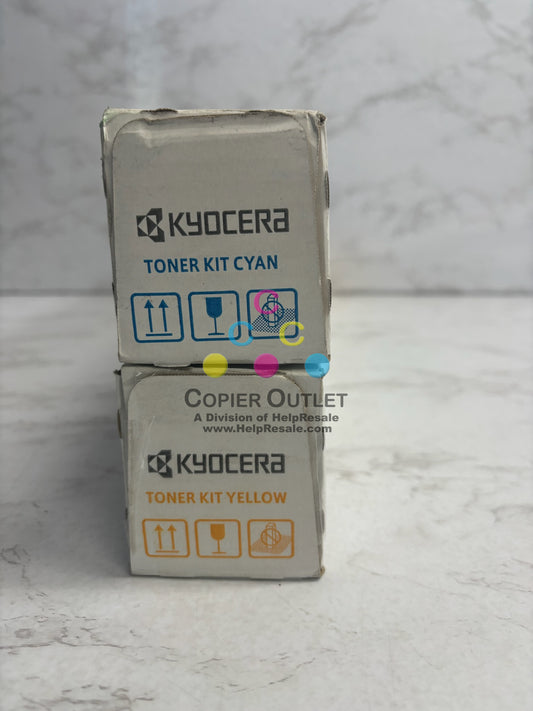 KYOCERA
TONER KIT CYAN
C
C C
COPIER OUTLET
A Division of HelpResale
www.HelpResale.com
KYOCERA
TONER KIT YELLOW